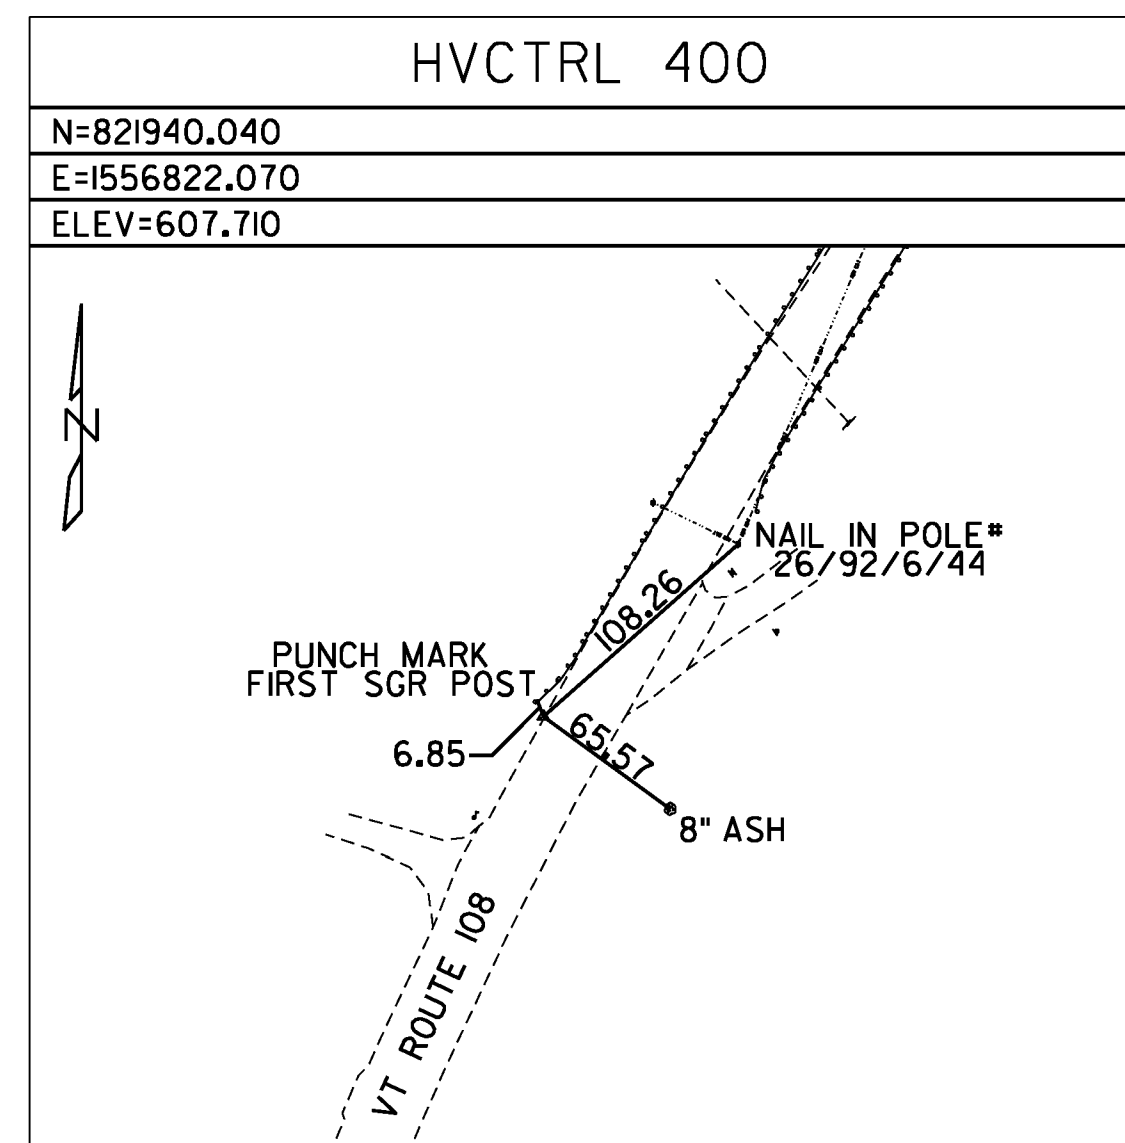 HVCTRL 400
N=821940.040
E=1556822.070
ELEV=607.710
N
NAIL IN POLE#
26/92/6/44
108.26
PUNCH MARK
FIRST SGR POST
65.57
6.85
8" ASH
VT ROUTE 108